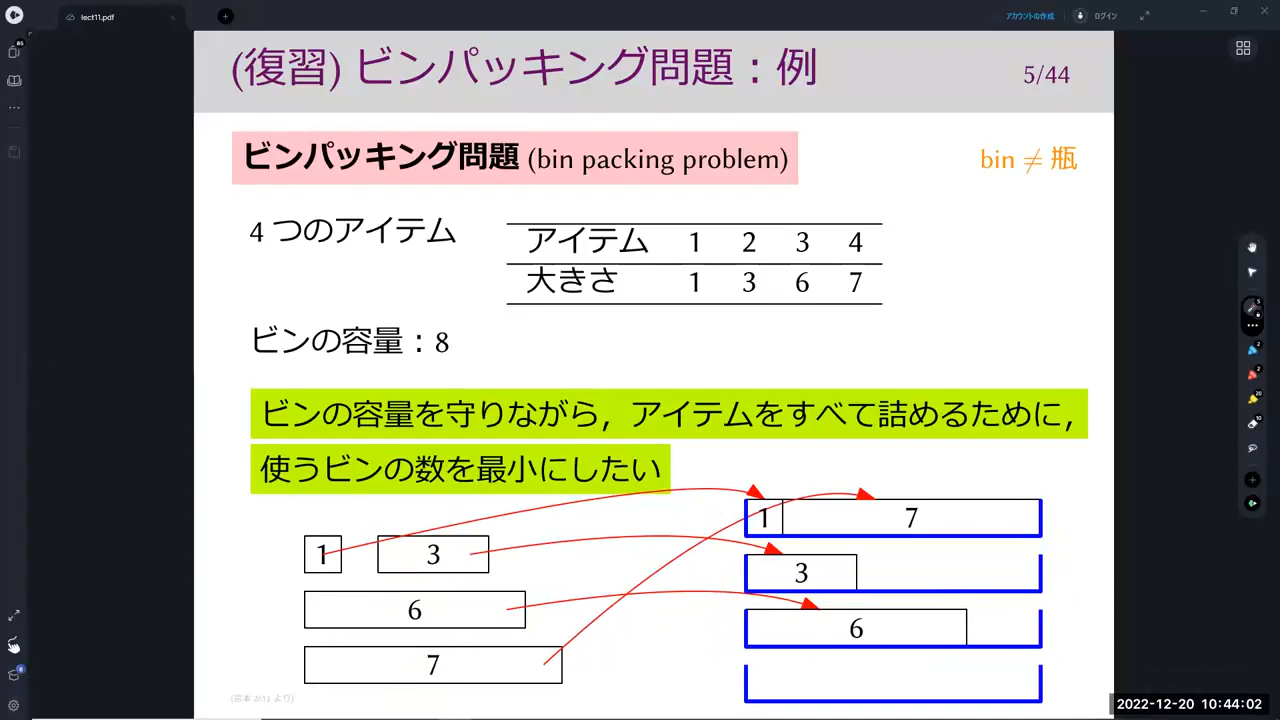 lect11.pdf
アカウントの作成
ログイン
(復習) ビンパッキング問題：例
5/44
ビンパッキング問題 (bin packing problem)
bin ≠ 瓶
4 つのアイテム
アイテム 1 2 3 4
大きさ 1 3 6 7
ビンの容量：8
ビンの容量を守りながら，アイテムをすべて詰めるために，
使うビンの数を最小にしたい
1 7
1 3
3
6
6
7
2022-12-20 10:44:02